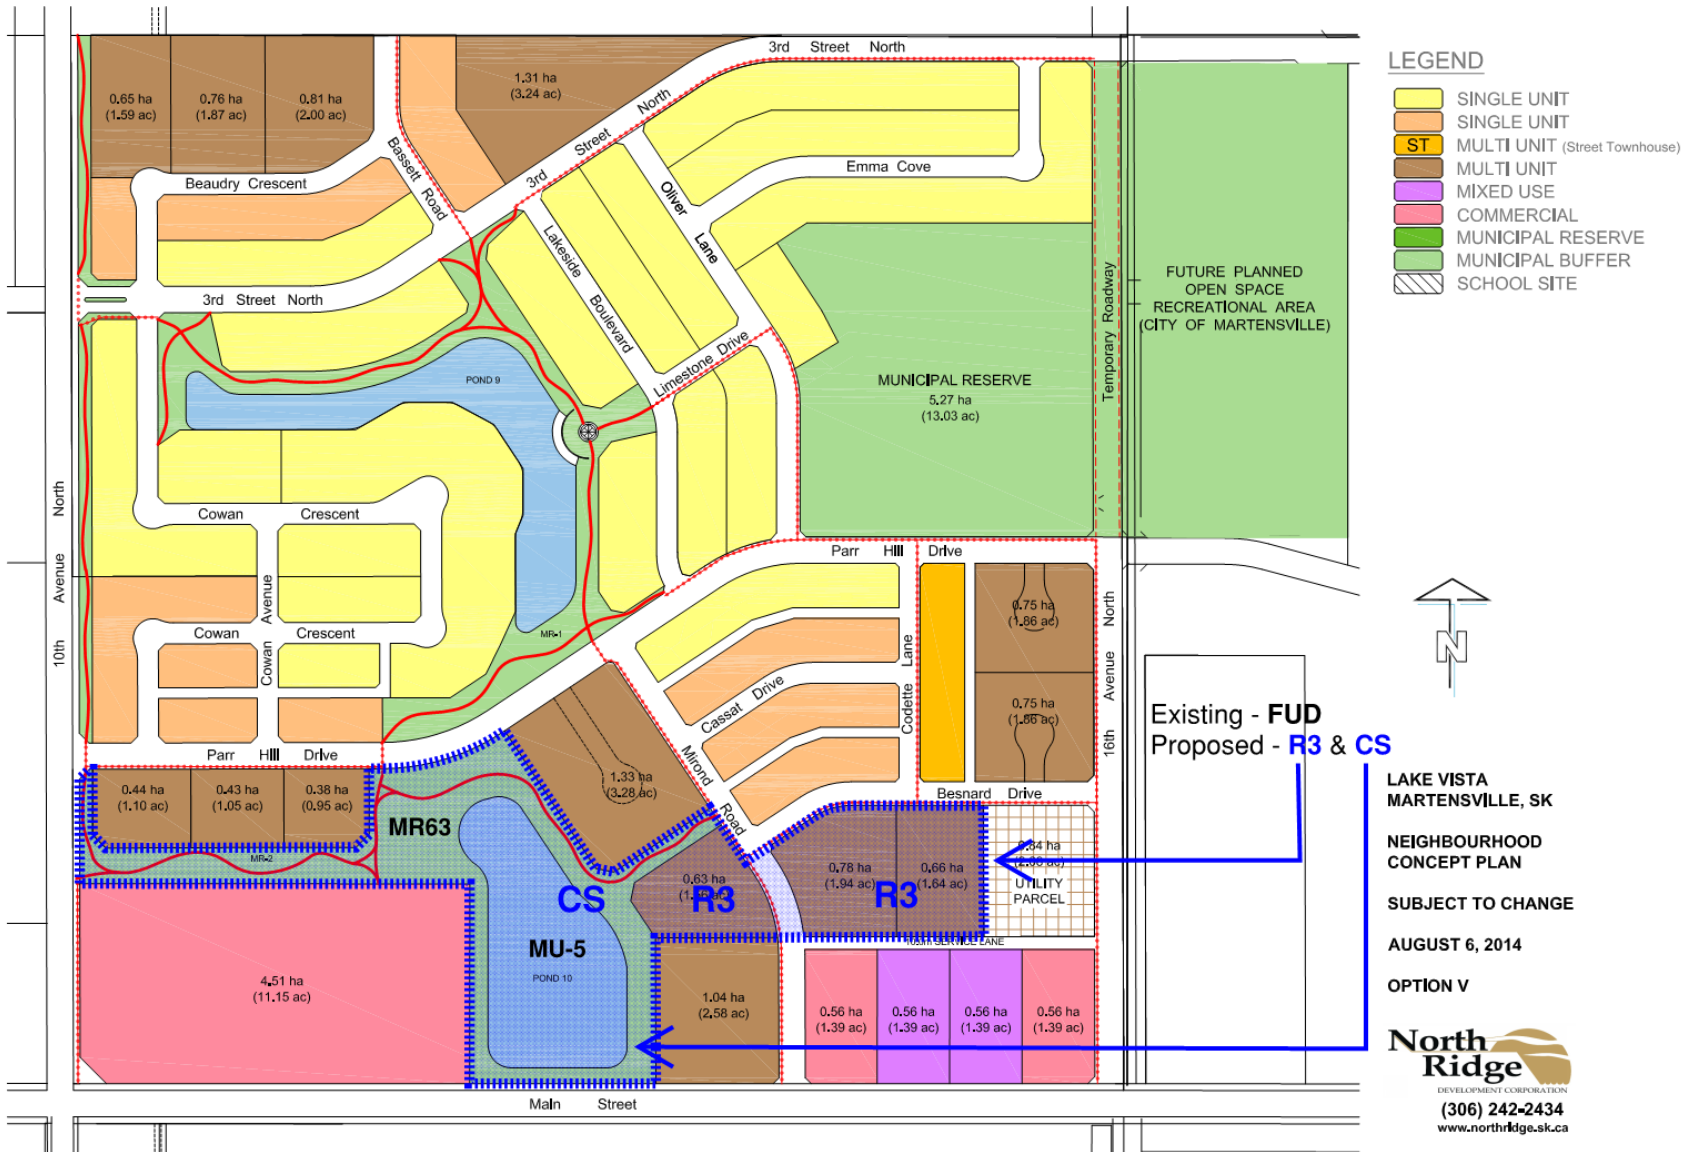 3rd Street North
LEGEND
SINGLE UNIT
SINGLE UNIT
ST MULTI UNIT (Street Townhouse)
MULTI UNIT
MIXED USE
COMMERCIAL
MUNICIPAL RESERVE
MUNICIPAL BUFFER
SCHOOL SITE
0.65 ha
(1.59 ac)
0.76 ha
(1.87 ac)
0.81 ha
(2.00 ac)
1.31 ha
(3.24 ac)
3rd Street North
Bassett Road
Beaudry Crescent
Emma Cove
Oliver Lane
Lakeside Boulevard
3rd Street North
Limestone Drive
Temporary Roadway
FUTURE PLANNED
OPEN SPACE
RECREATIONAL AREA
(CITY OF MARTENSVILLE)
POND 9
MUNICIPAL RESERVE
5.27 ha
(13.03 ac)
10th Avenue North
Cowan Crescent
Cowan Avenue
Cowan Crescent
MR-1
Parr Hill Drive
0.75 ha
(1.86 ac)
0.75 ha
(1.86 ac)
16th Avenue North
Codette Lane
Cassat Drive
Mirond Road
Besnard Drive
Parr Hill Drive
0.44 ha
(1.10 ac)
0.43 ha
(1.05 ac)
0.38 ha
(0.95 ac)
MR-2
MR63
1.33 ha
(3.28 ac)
CS
0.63 ha
R3
0.78 ha
(1.94 ac)
0.66 ha
(1.64 ac)
R3
UTILITY
PARCEL
10.0m SERVICE LANE
MU-5
POND 10
4.51 ha
(11.15 ac)
1.04 ha
(2.58 ac)
0.56 ha
(1.39 ac)
0.56 ha
(1.39 ac)
0.56 ha
(1.39 ac)
0.56 ha
(1.39 ac)
Main Street
N
Existing - FUD
Proposed - R3 & CS
LAKE VISTA
MARTENSVILLE, SK
NEIGHBOURHOOD
CONCEPT PLAN
SUBJECT TO CHANGE
AUGUST 6, 2014
OPTION V
North
Ridge
DEVELOPMENT CORPORATION
(306) 242-2434
www.northridge.sk.ca